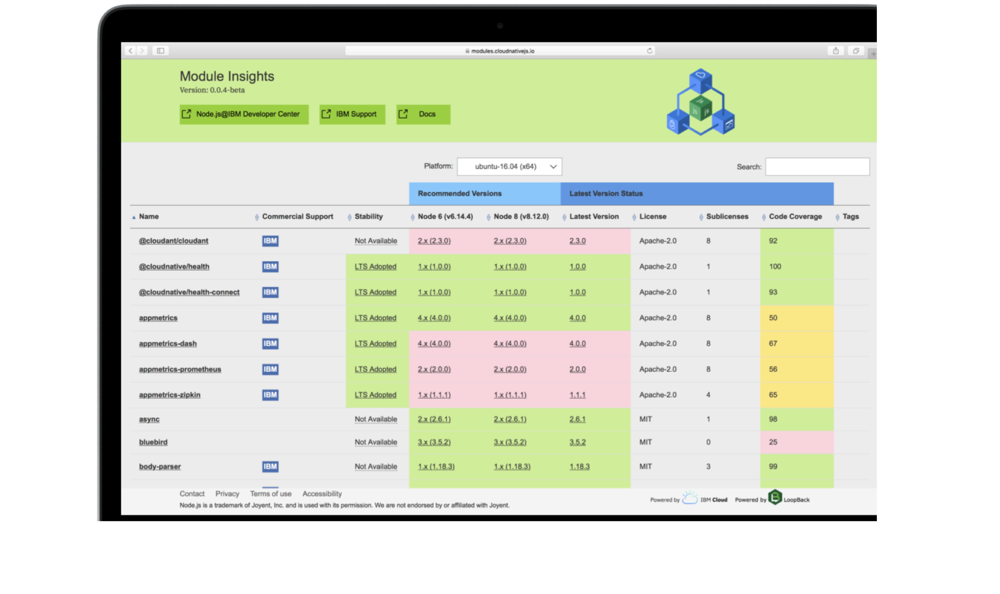 modules.cloudnativejs.io
Module Insights
Version: 0.0.4-beta
Node.js@IBM Developer Center IBM Support Docs
js
js js
Platform: ubuntu-16.04 (x64) Search:
Recommended Versions Latest Version Status
Name Commercial Support Stability Node 6 (v6.14.4) Node 8 (v8.12.0) Latest Version License Sublicenses Code Coverage Tags
@cloudant/cloudant IBM Not Available 2.x (2.3.0) 2.x (2.3.0) 2.3.0 Apache-2.0 8 92
@cloudnative/health IBM LTS Adopted 1.x (1.0.0) 1.x (1.0.0) 1.0.0 Apache-2.0 1 100
@cloudnative/health-connect IBM LTS Adopted 1.x (1.0.0) 1.x (1.0.0) 1.0.0 Apache-2.0 1 93
appmetrics IBM LTS Adopted 4.x (4.0.0) 4.x (4.0.0) 4.0.0 Apache-2.0 8 50
appmetrics-dash IBM LTS Adopted 4.x (4.0.0) 4.x (4.0.0) 4.0.0 Apache-2.0 8 67
appmetrics-prometheus IBM LTS Adopted 2.x (2.0.0) 2.x (2.0.0) 2.0.0 Apache-2.0 8 56
appmetrics-zipkin IBM LTS Adopted 1.x (1.1.1) 1.x (1.1.1) 1.1.1 Apache-2.0 4 65
async Not Available 2.x (2.6.1) 2.x (2.6.1) 2.6.1 MIT 1 98
bluebird Not Available 3.x (3.5.2) 3.x (3.5.2) 3.5.2 MIT 0 25
body-parser IBM Not Available 1.x (1.18.3) 1.x (1.18.3) 1.18.3 MIT 3 99
Contact Privacy Terms of use Accessibility
Powered by IBM Cloud Powered by LoopBack
Node.js is a trademark of Joyent, Inc. and is used with its permission. We are not endorsed by or affiliated with Joyent.